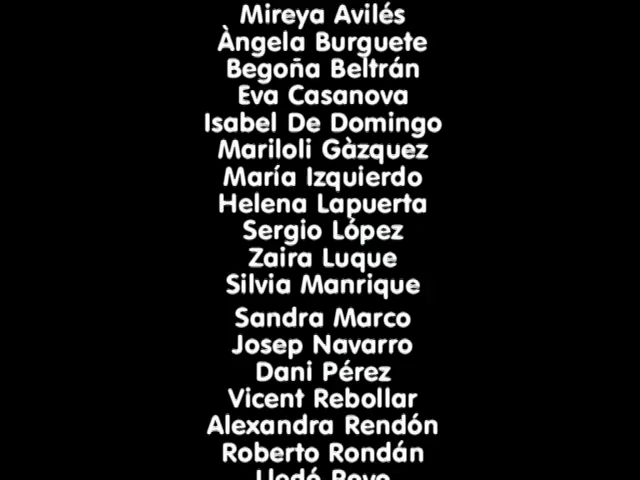 Mireya Avilés
Àngela Burguete
Begoña Beltrán
Eva Casanova
Isabel De Domingo
Mariloli Gàzquez
María Izquierdo
Helena Lapuerta
Sergio López
Zaira Luque
Silvia Manrique
Sandra Marco
Josep Navarro
Dani Pérez
Vicent Rebollar
Alexandra Rendón
Roberto Rondán